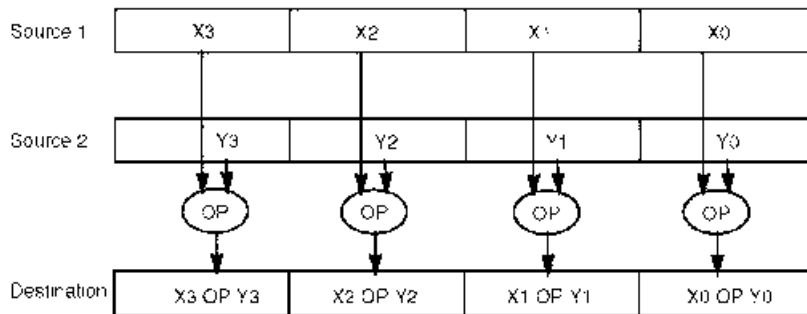 Source 1 X3 X2 X1 X0
Source 2 Y3 Y2 Y1 Y0
OP OP OP OP
Destination X3 OP Y3 X2 OP Y2 X1 OP Y1 X0 OP Y0